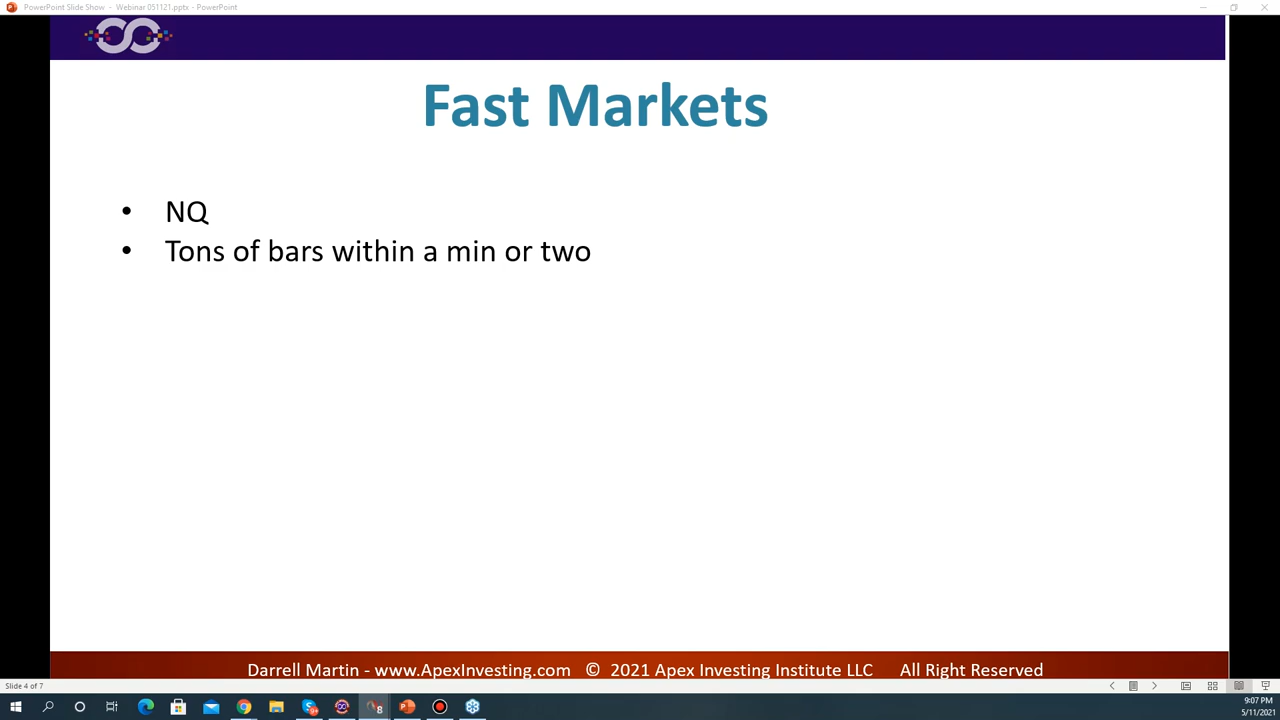 PowerPoint Slide Show - Webinar 051121.pptx - PowerPoint
Fast Markets
• NQ
• Tons of bars within a min or two
Darrell Martin - www.ApexInvesting.com © 2021 Apex Investing Institute LLC All Right Reserved
Slide 4 of 7
9:07 PM
5/11/2021